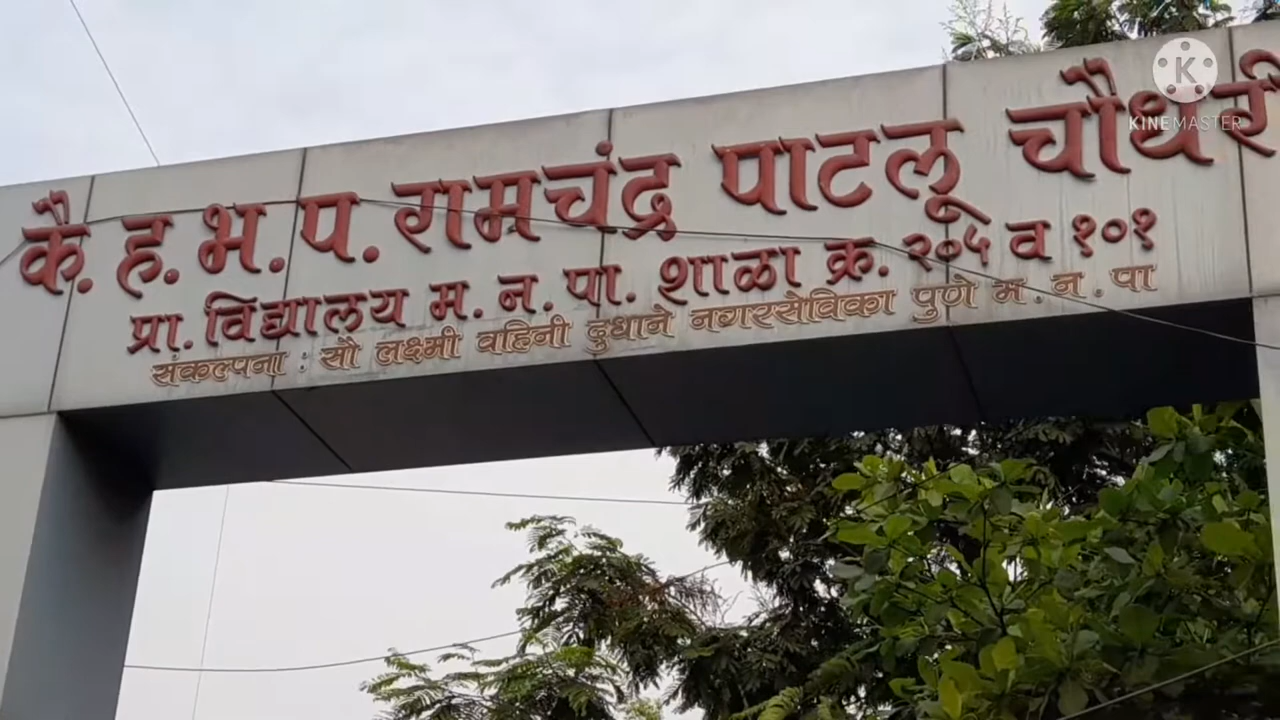 कै. ह. भ. प. रामचंद्र पाटलू चौधरी
प्रा. विद्यालय म. न. पा. शाळा क्र. २०५ व १०१
संकल्पना : सौ लक्ष्मी वहिनी दुधाने नगरसेविका पुणे म. न. पा
KINEMASTER